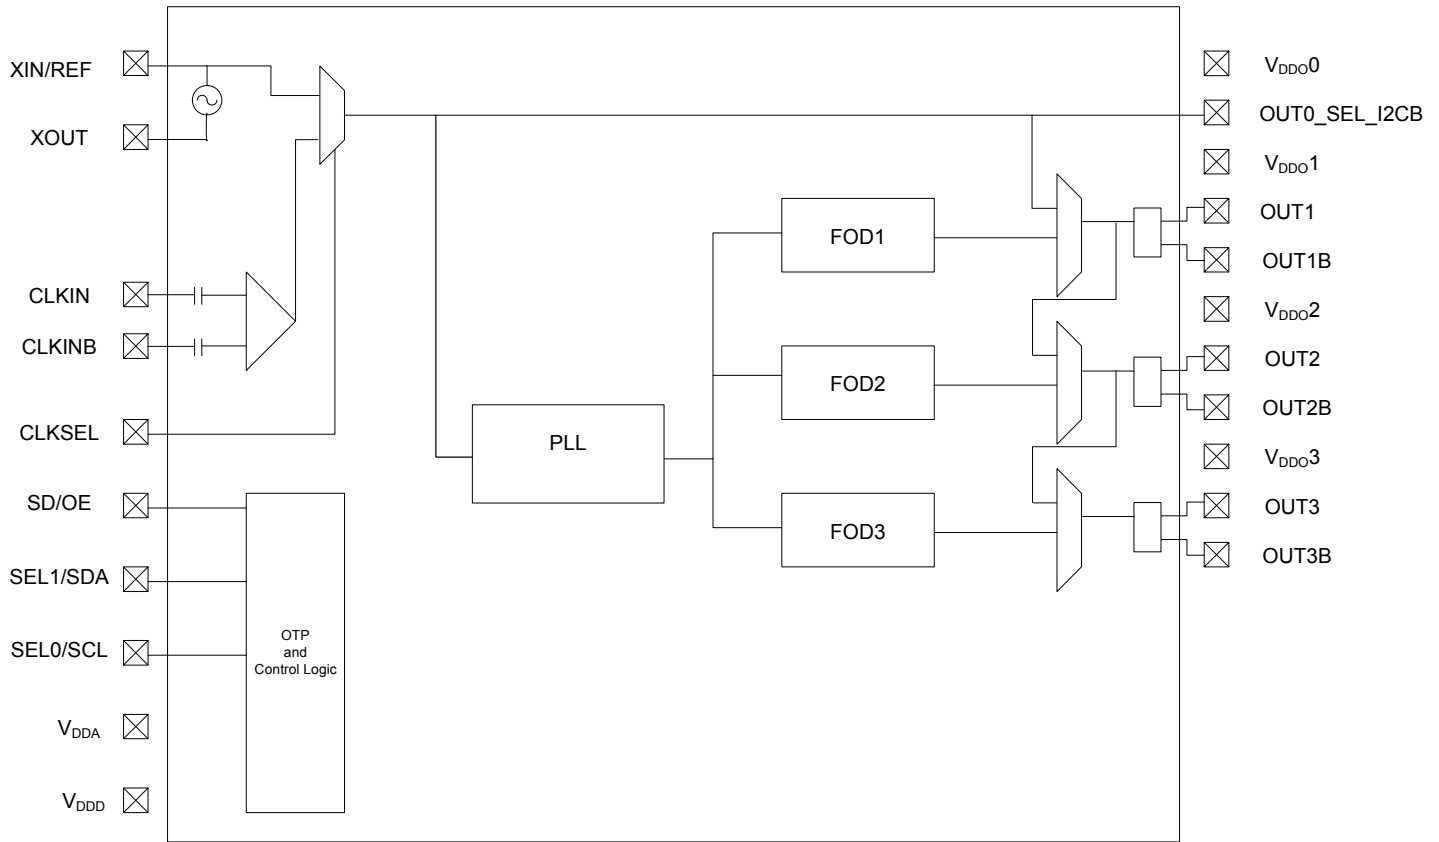 XIN/REF
XOUT
CLKIN
CLKINB
CLKSEL
SD/OE
SEL1/SDA
SEL0/SCL
VDDA
VDDD
OTP
and
Control Logic
PLL
FOD1
FOD2
FOD3
VDDO0
OUT0_SEL_I2CB
VDDO1
OUT1
OUT1B
VDDO2
OUT2
OUT2B
VDDO3
OUT3
OUT3B